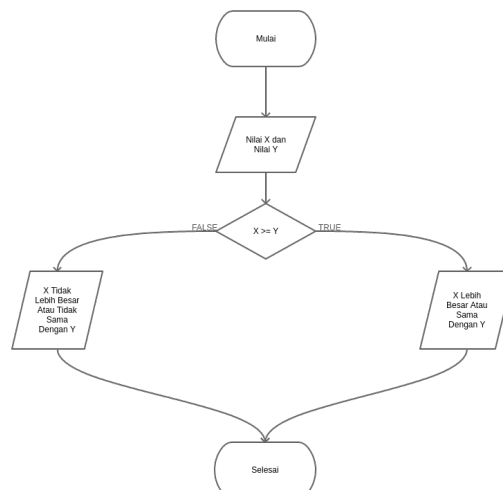 Mulai
Nilai X dan
Nilai Y
X >= Y
FALSE
TRUE
X Tidak
Lebih Besar
Atau Tidak
Sama
Dengan Y
X Lebih
Besar Atau
Sama
Dengan Y
Selesai